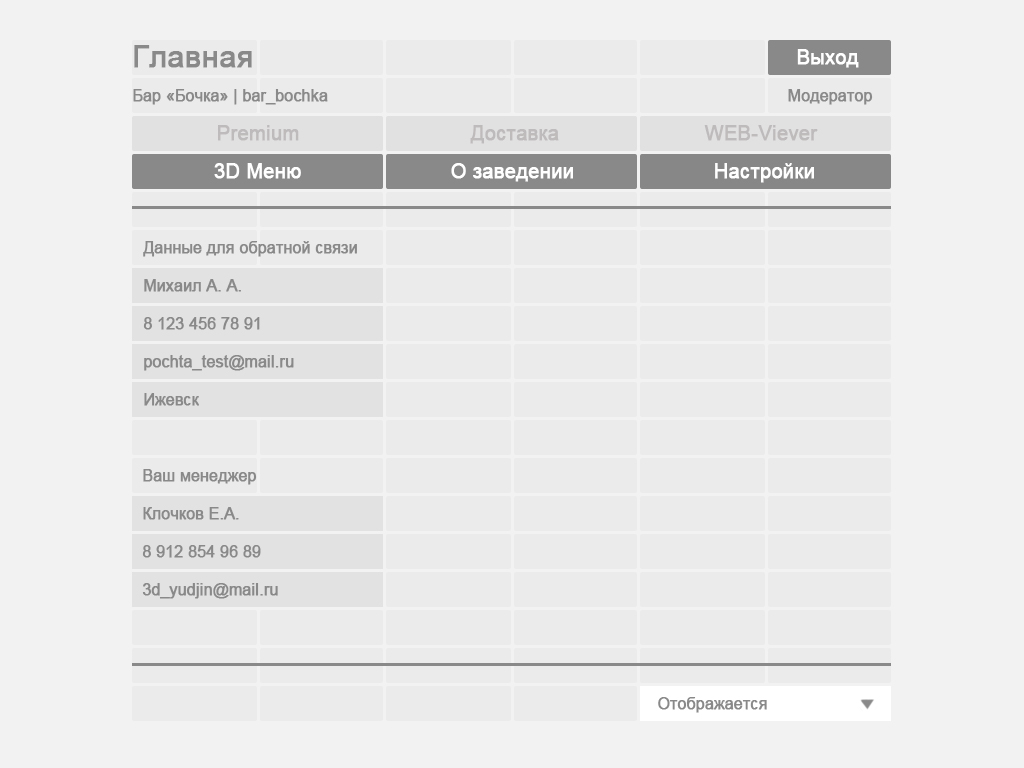 Главная
Выход
Бар «Бочка» | bar_bochka
Модератор
Premium
Доставка
WEB-Viever
3D Меню
О заведении
Настройки
Данные для обратной связи
Михаил А. А.
8 123 456 78 91
pochta_test@mail.ru
Ижевск
Ваш менеджер
Клочков Е.А.
8 912 854 96 89
3d_yudjin@mail.ru
Отображается